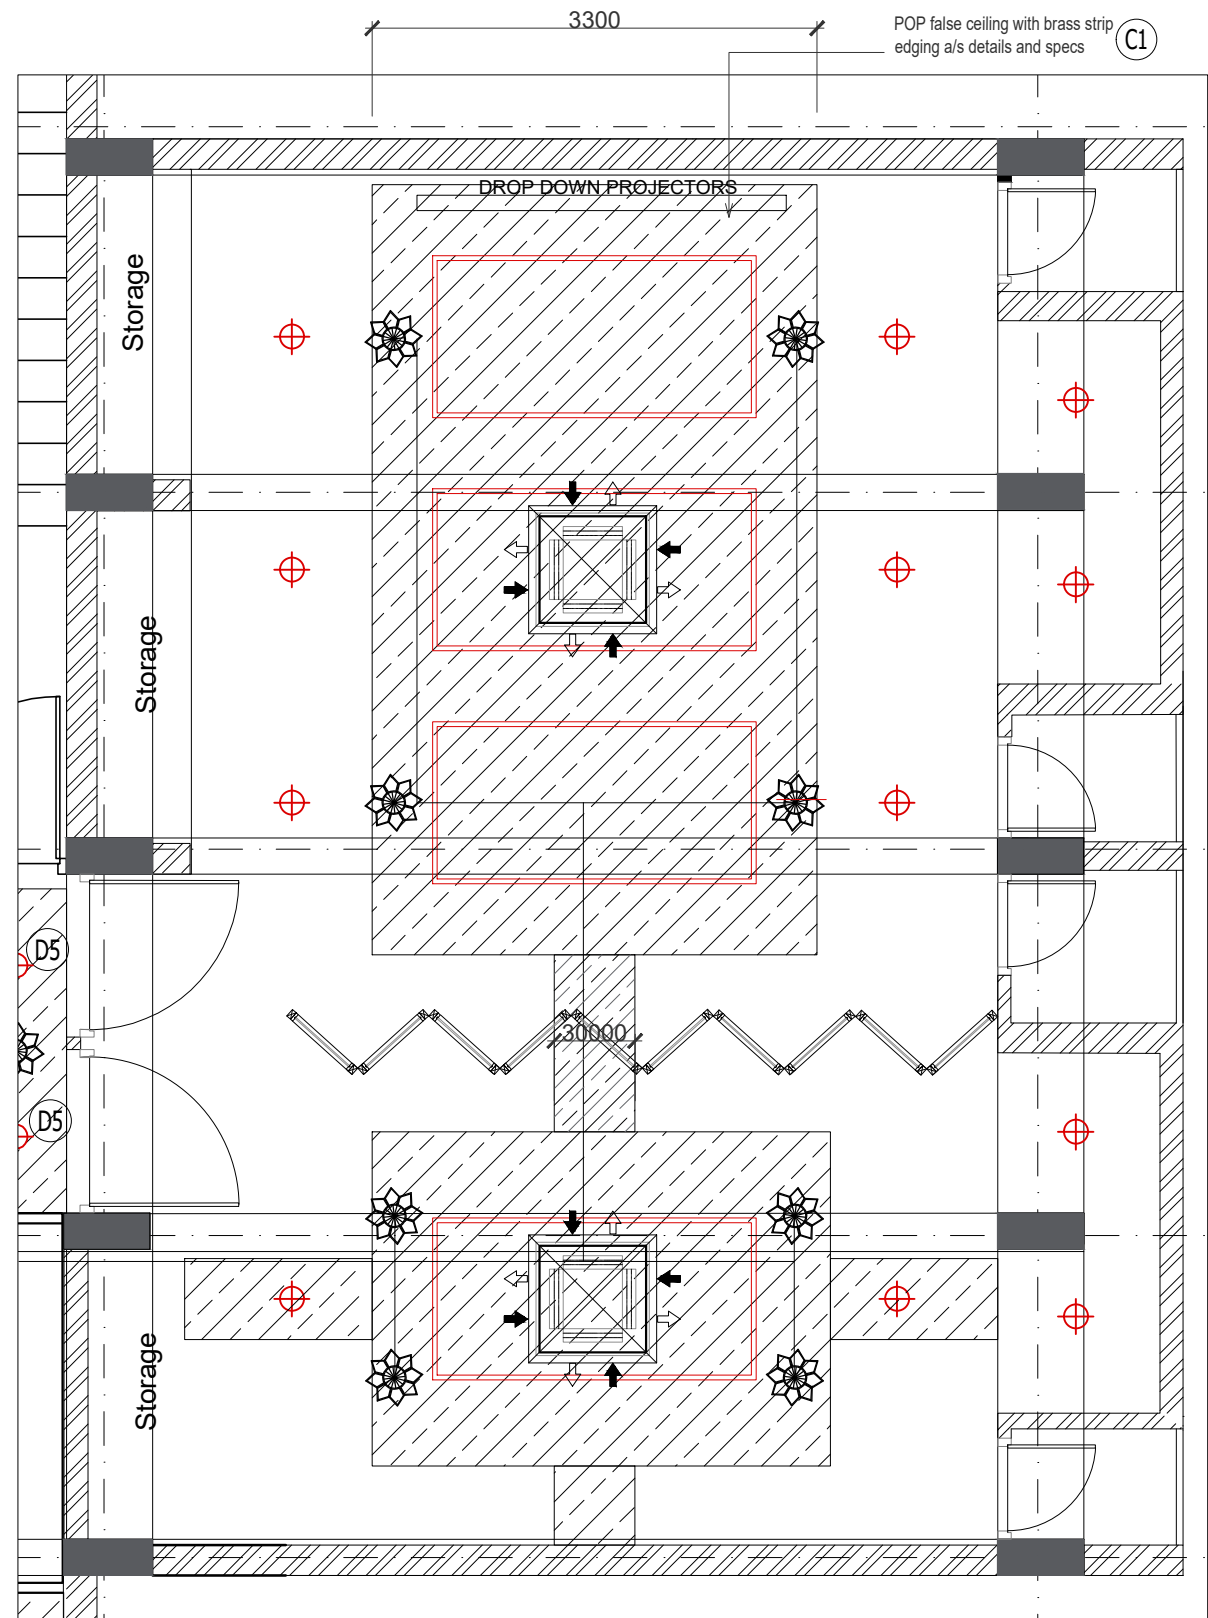 3300
POP false ceiling with brass strip
edging a/s details and specs
C1
DROP DOWN PROJECTORS
Storage
Storage
D5
30000
D5
Storage